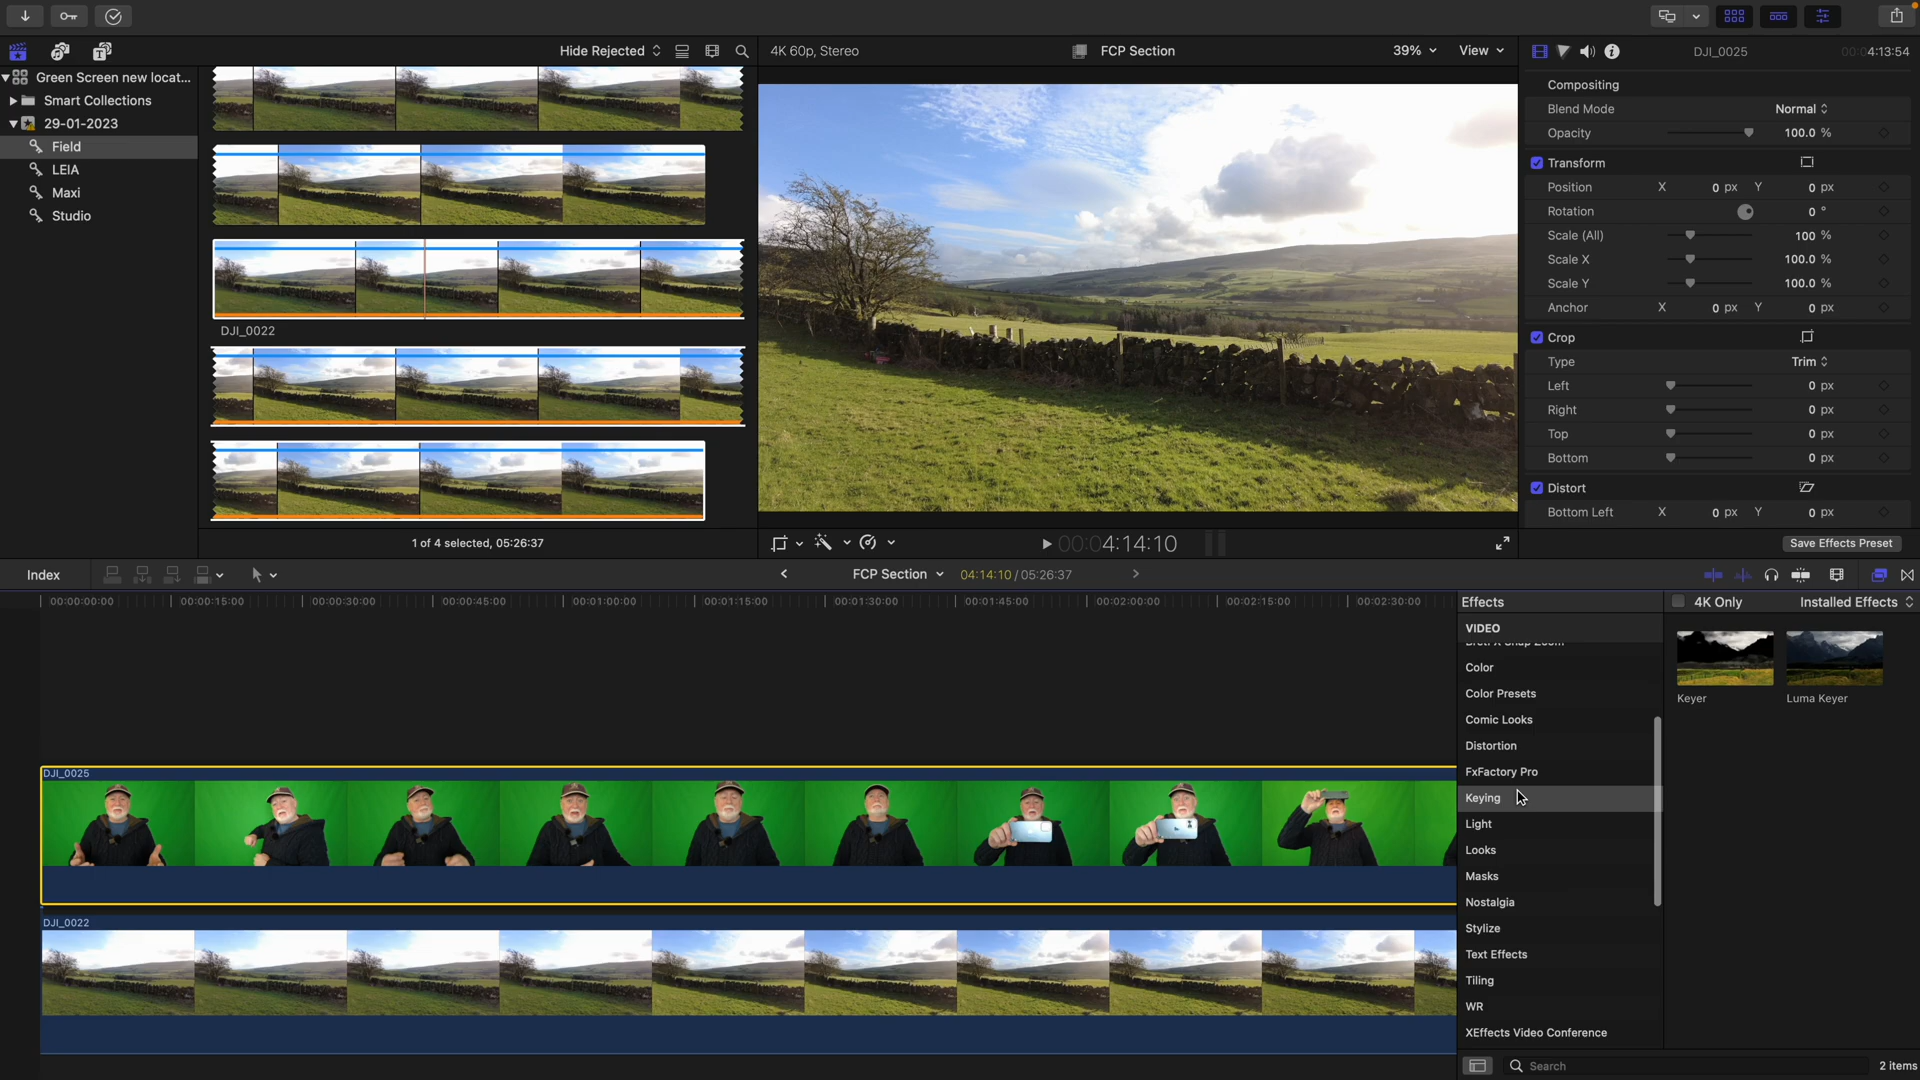 Hide Rejected
4K 60p, Stereo
FCP Section
39%
View
DJI_0025
00:04:13:54
Green Screen new locat...
Smart Collections
29-01-2023
Field
LEIA
Maxi
Studio
DJI_0022
1 of 4 selected, 05:26:37
00:04:14:10
Compositing
Blend Mode Normal
Opacity 100.0 %
Transform
Position X 0 px Y 0 px
Rotation 0 °
Scale (All) 100 %
Scale X 100.0 %
Scale Y 100.0 %
Anchor X 0 px Y 0 px
Crop
Type Trim
Left 0 px
Right 0 px
Top 0 px
Bottom 0 px
Distort
Bottom Left X 0 px Y 0 px
Save Effects Preset
Index
FCP Section
04:14:10 / 05:26:37
00:00:00:00 00:00:15:00 00:00:30:00 00:00:45:00 00:01:00:00 00:01:15:00 00:01:30:00 00:01:45:00 00:02:00:00 00:02:15:00 00:02:30:00
DJI_0025
DJI_0022
Effects
4K Only
Installed Effects
VIDEO
Color
Color Presets
Comic Looks
Distortion
FxFactory Pro
Keying
Light
Looks
Masks
Nostalgia
Stylize
Text Effects
Tiling
WR
XEffects Video Conference
Keyer
Luma Keyer
Search
2 items